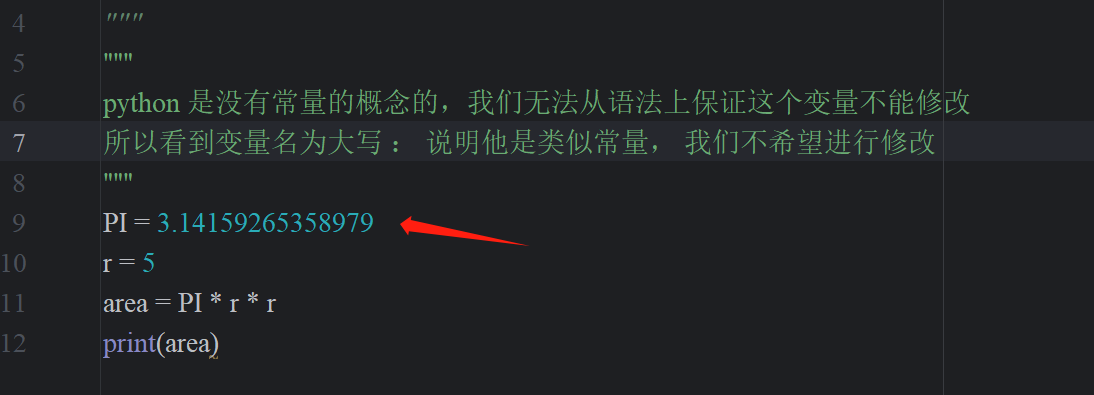 4 """
5 """
6 python 是没有常量的概念的，我们无法从语法上保证这个变量不能修改
7 所以看到变量名为大写 ： 说明他是类似常量， 我们不希望进行修改
8 """
9 PI = 3.14159265358979
10 r = 5
11 area = PI * r * r
12 print(area)